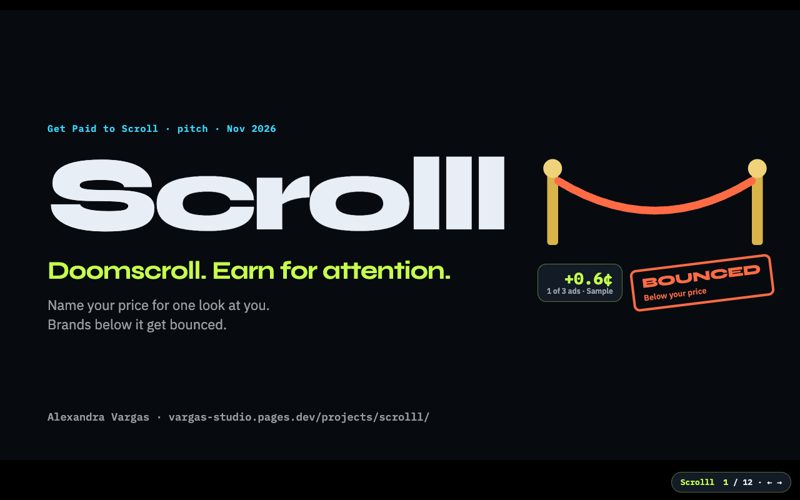 Get Paid to Scroll · pitch · Nov 2026
Scrolll
Doomscroll. Earn for attention.
Name your price for one look at you.
Brands below it get bounced.
+0.6¢
1 of 3 ads · Sample
BOUNCED
Below your price
Alexandra Vargas · vargas-studio.pages.dev/projects/scrolll/
Scrolll 1 / 12 · ← →